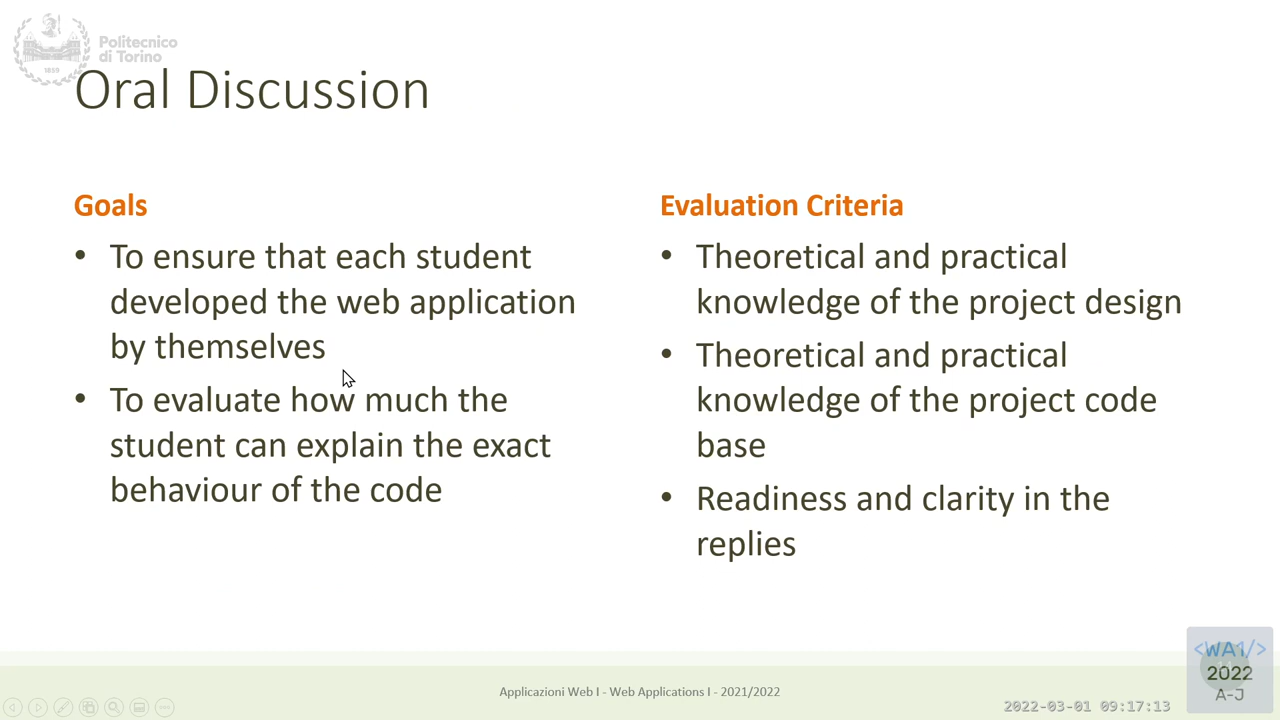 Politecnico
di Torino
1859
Oral Discussion
Goals
• To ensure that each student
developed the web application
by themselves
• To evaluate how much the
student can explain the exact
behaviour of the code
Evaluation Criteria
• Theoretical and practical
knowledge of the project design
• Theoretical and practical
knowledge of the project code
base
• Readiness and clarity in the
replies
Applicazioni Web I - Web Applications I - 2021/2022
2022-03-01 09:17:13
<WA1/>
2022
A-J